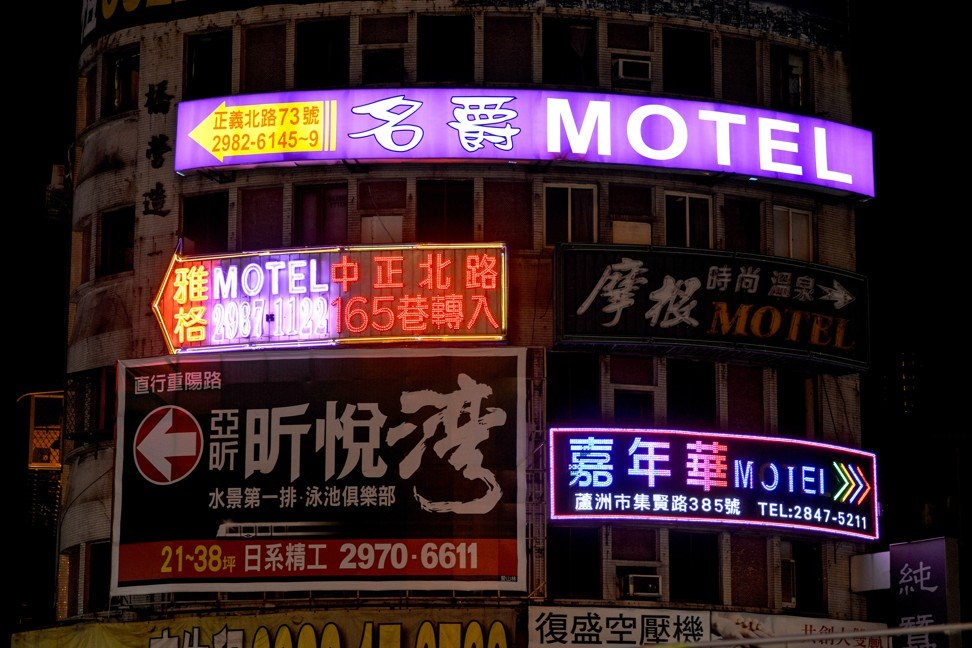 格
營造
正義北路73號
2982-6145~9
名爵 MOTEL
雅格
MOTEL
2987-1122
中正北路
165巷轉入
摩根
時尚 溫泉
MOTEL
直行重陽路
亞昕
昕悅灣
水景第一排·泳池俱樂部
21~38坪 日系精工 2970·6611
嘉年華 MOTEL
蘆洲市集賢路385號 TEL:2847-5211
復盛空壓機
純